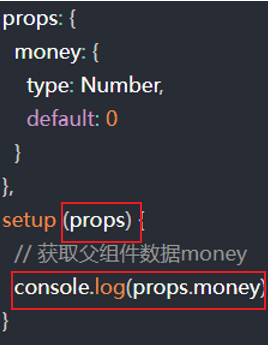 props: {
money: {
type: Number,
default: 0
}
},
setup (props) {
// 获取父组件数据money
console.log(props.money)
}